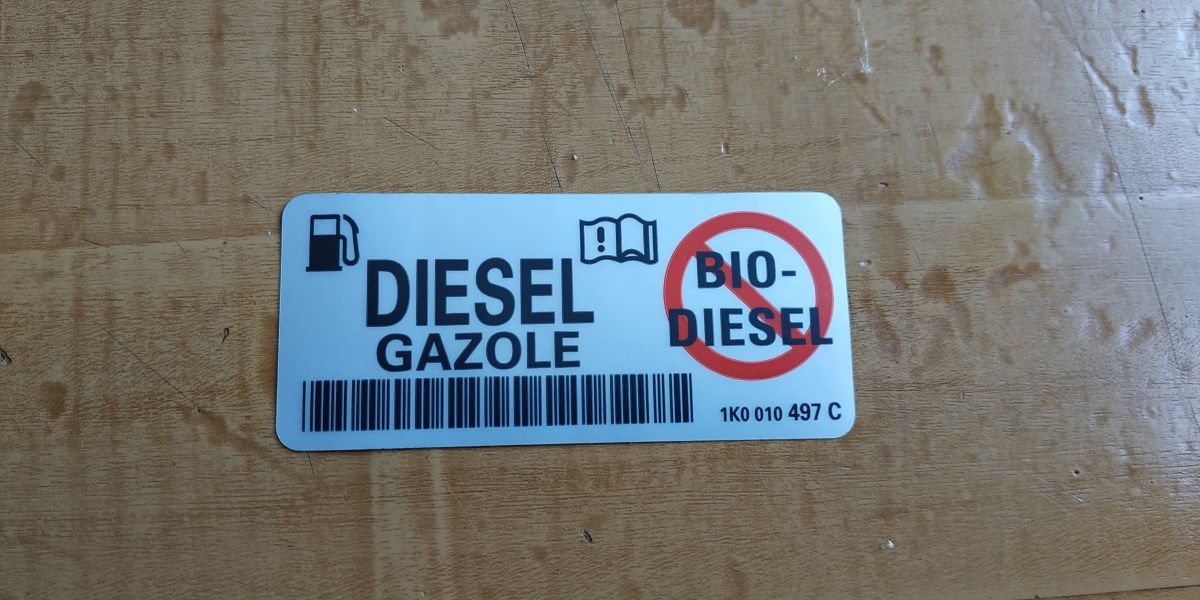 DIESEL
GAZOLE
BIO-
DIESEL
1K0 010 497 C